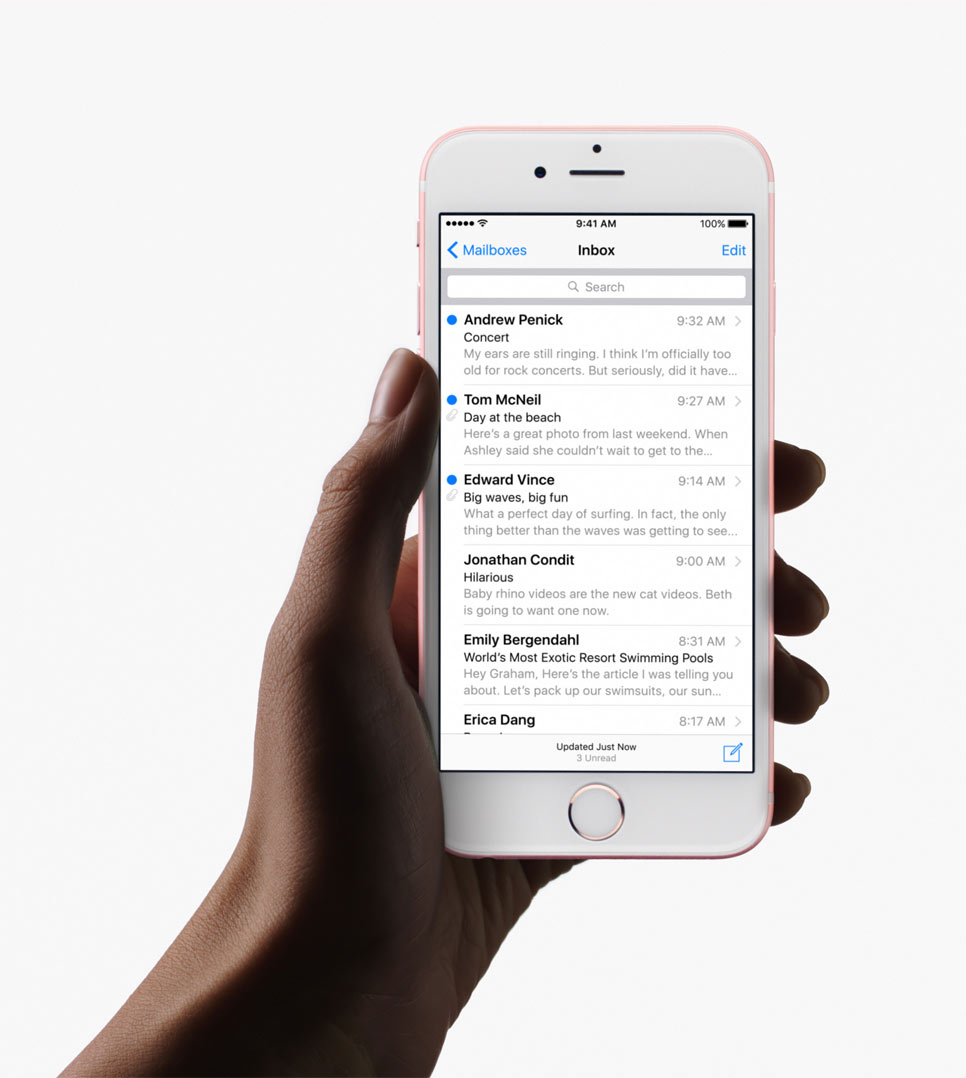 9:41 AM 100%
Mailboxes Inbox Edit
Search
Andrew Penick 9:32 AM
Concert
My ears are still ringing. I think I'm officially too
old for rock concerts. But seriously, did it have...
Tom McNeil 9:27 AM
Day at the beach
Here's a great photo from last weekend. When
Ashley said she couldn't wait to get to the...
Edward Vince 9:14 AM
Big waves, big fun
What a perfect day of surfing. In fact, the only
thing better than the waves was getting to see...
Jonathan Condit 9:00 AM
Hilarious
Baby rhino videos are the new cat videos. Beth
is going to want one now.
Emily Bergendahl 8:31 AM
World's Most Exotic Resort Swimming Pools
Hey Graham, Here's the article I was telling you
about. Let's pack up our swimsuits, our sun...
Erica Dang 8:17 AM
Updated Just Now
3 Unread